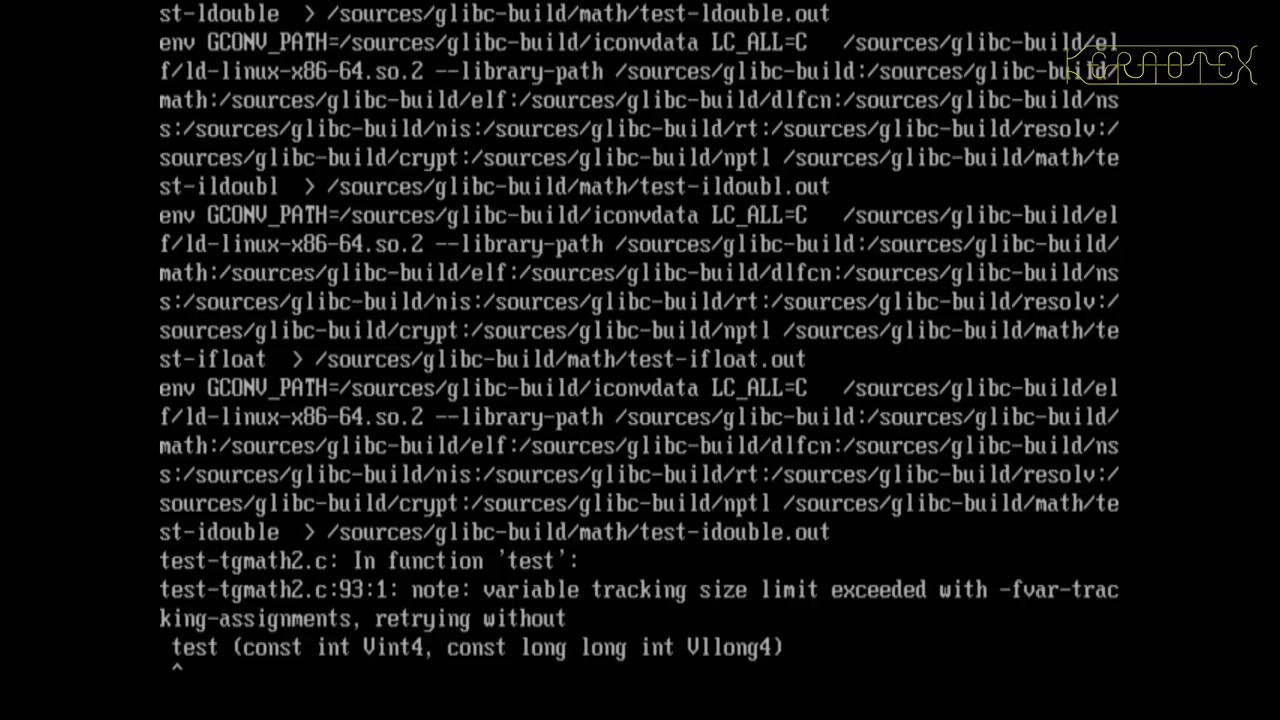 st-ldouble  > /sources/glibc-build/math/test-ldouble.out
env GCONV_PATH=/sources/glibc-build/iconvdata LC_ALL=C   /sources/glibc-build/el
f/ld-linux-x86-64.so.2 --library-path /sources/glibc-build:/sources/glibc-build/
math:/sources/glibc-build/elf:/sources/glibc-build/dlfcn:/sources/glibc-build/ns
s:/sources/glibc-build/nis:/sources/glibc-build/rt:/sources/glibc-build/resolv:/
sources/glibc-build/crypt:/sources/glibc-build/nptl /sources/glibc-build/math/te
st-ildoubl  > /sources/glibc-build/math/test-ildoubl.out
env GCONV_PATH=/sources/glibc-build/iconvdata LC_ALL=C   /sources/glibc-build/el
f/ld-linux-x86-64.so.2 --library-path /sources/glibc-build:/sources/glibc-build/
math:/sources/glibc-build/elf:/sources/glibc-build/dlfcn:/sources/glibc-build/ns
s:/sources/glibc-build/nis:/sources/glibc-build/rt:/sources/glibc-build/resolv:/
sources/glibc-build/crypt:/sources/glibc-build/nptl /sources/glibc-build/math/te
st-ifloat  > /sources/glibc-build/math/test-ifloat.out
env GCONV_PATH=/sources/glibc-build/iconvdata LC_ALL=C   /sources/glibc-build/el
f/ld-linux-x86-64.so.2 --library-path /sources/glibc-build:/sources/glibc-build/
math:/sources/glibc-build/elf:/sources/glibc-build/dlfcn:/sources/glibc-build/ns
s:/sources/glibc-build/nis:/sources/glibc-build/rt:/sources/glibc-build/resolv:/
sources/glibc-build/crypt:/sources/glibc-build/nptl /sources/glibc-build/math/te
st-idouble  > /sources/glibc-build/math/test-idouble.out
test-tgmath2.c: In function 'test':
test-tgmath2.c:93:1: note: variable tracking size limit exceeded with -fvar-trac
king-assignments, retrying without
 test (const int Vint4, const long long int Vllong4)
 ^